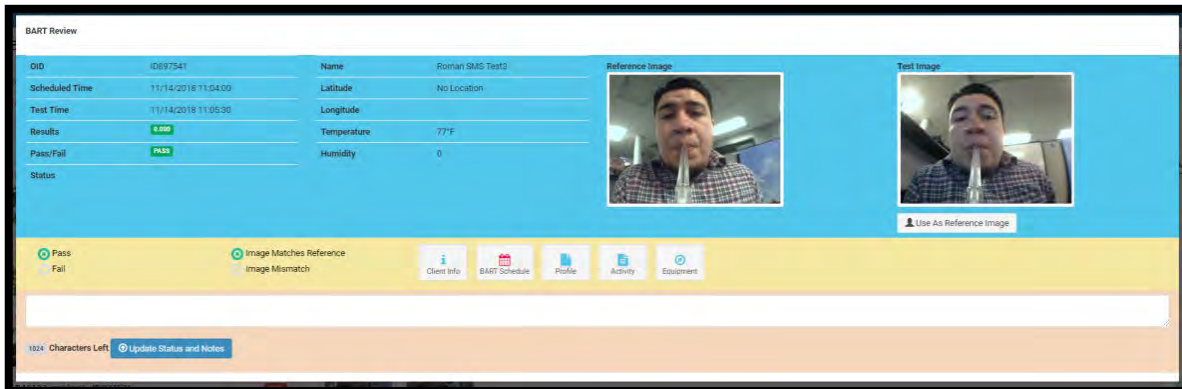 BART Review
OID ID897541 Name Roman SMS Test3 Reference Image Test Image
Scheduled Time 11/14/2018 11:04:00 Latitude No Location
Test Time 11/14/2018 11:05:30 Longitude
Results 0.000 Temperature 77°F
Pass/Fail PASS Humidity 0
Status
Use As Reference Image
Pass Image Matches Reference
Fail Image Mismatch
Client Info BART Schedule Profile Activity Equipment
1024 Characters Left Update Status and Notes